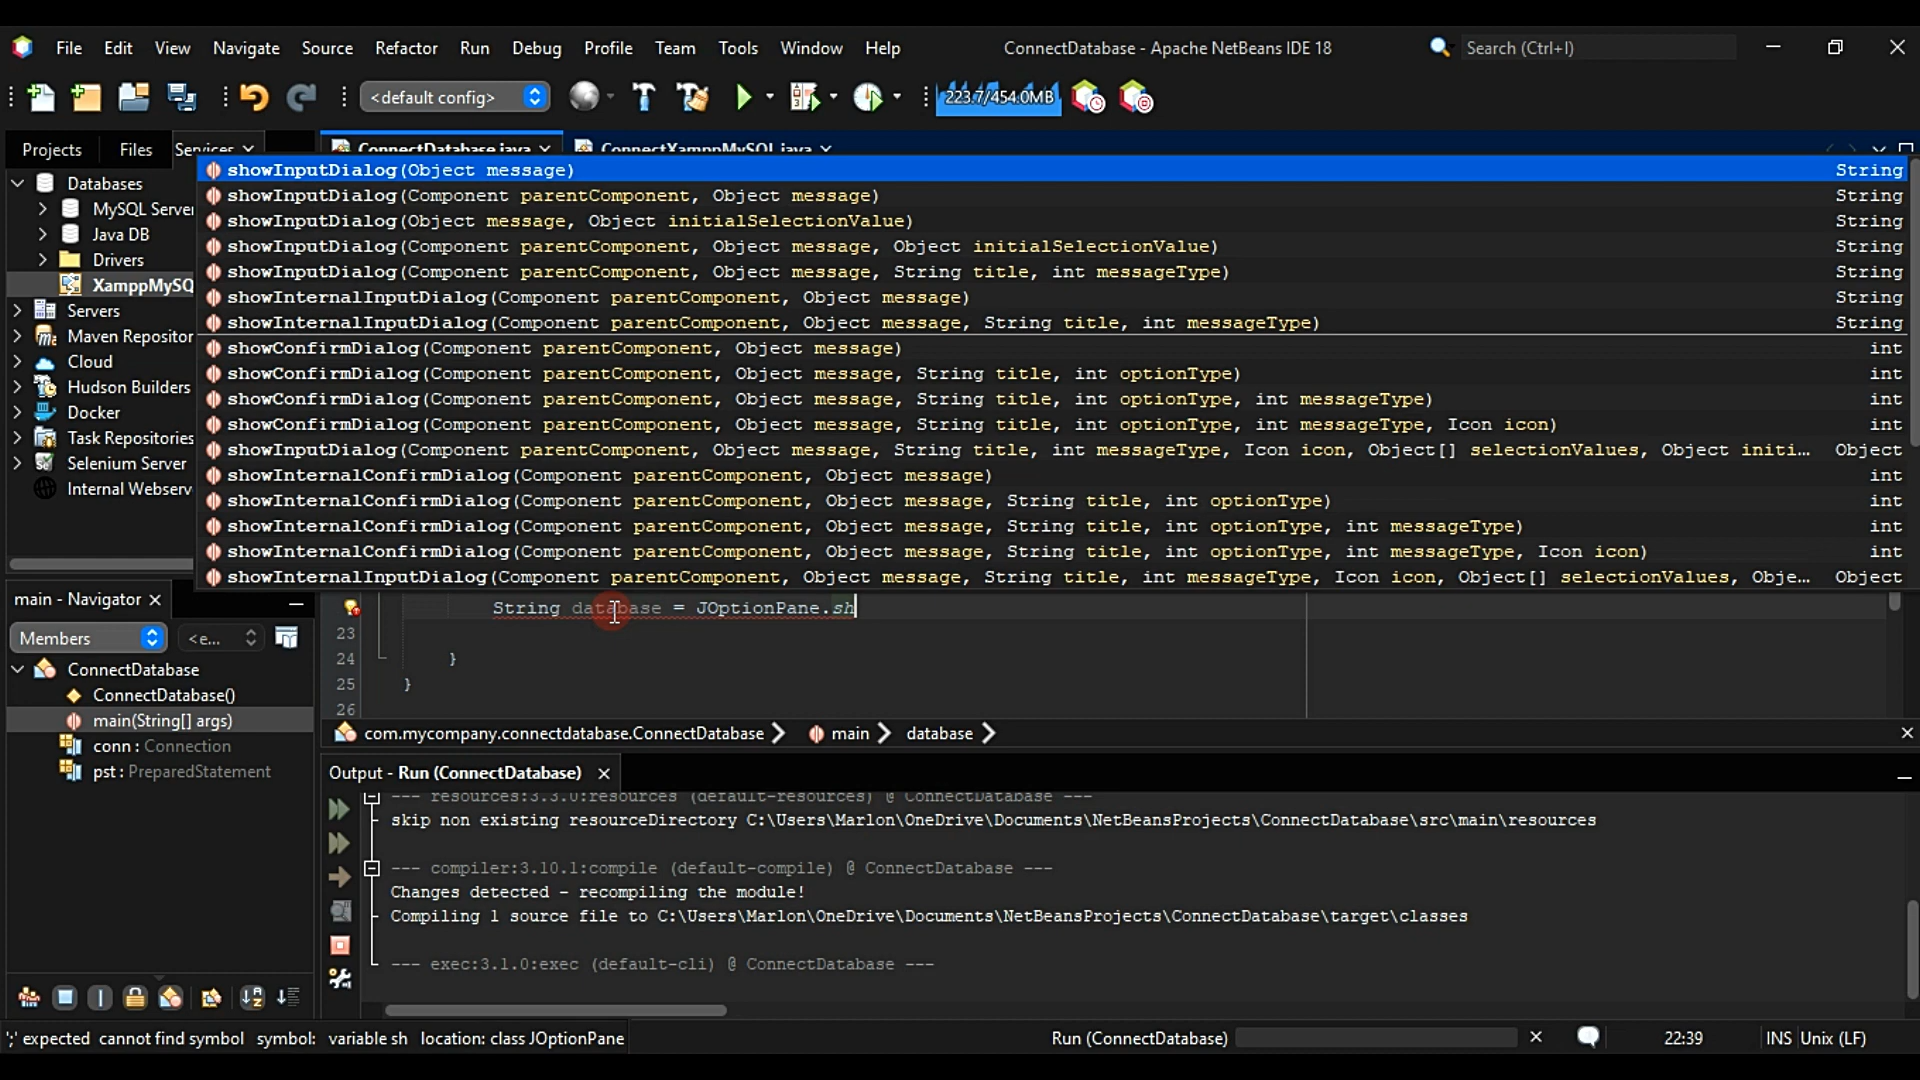 File Edit View Navigate Source Refactor Run Debug Profile Team Tools Window Help ConnectDatabase - Apache NetBeans IDE 18 Search (Ctrl+I)
<default config> 223.7/454.0MB
Projects Files Services ConnectDatabase.java ConnectXamppMySQL.java
Databases
MySQL Server
Java DB
Drivers
XamppMySQ
Servers
Maven Repositor
Cloud
Hudson Builders
Docker
Task Repositories
Selenium Server
Internal Webserv
showInputDialog(Object message) String
showInputDialog(Component parentComponent, Object message) String
showInputDialog(Object message, Object initialSelectionValue) String
showInputDialog(Component parentComponent, Object message, Object initialSelectionValue) String
showInputDialog(Component parentComponent, Object message, String title, int messageType) String
showInternalInputDialog(Component parentComponent, Object message) String
showInternalInputDialog(Component parentComponent, Object message, String title, int messageType) String
showConfirmDialog(Component parentComponent, Object message) int
showConfirmDialog(Component parentComponent, Object message, String title, int optionType) int
showConfirmDialog(Component parentComponent, Object message, String title, int optionType, int messageType) int
showConfirmDialog(Component parentComponent, Object message, String title, int optionType, int messageType, Icon icon) int
showInputDialog(Component parentComponent, Object message, String title, int messageType, Icon icon, Object[] selectionValues, Object initi... Object
showInternalConfirmDialog(Component parentComponent, Object message) int
showInternalConfirmDialog(Component parentComponent, Object message, String title, int optionType) int
showInternalConfirmDialog(Component parentComponent, Object message, String title, int optionType, int messageType) int
showInternalConfirmDialog(Component parentComponent, Object message, String title, int optionType, int messageType, Icon icon) int
showInternalInputDialog(Component parentComponent, Object message, String title, int messageType, Icon icon, Object[] selectionValues, Obje... Object
String database = JOptionPane.sh
23
24 }
25 }
26
main - Navigator
Members <e...
ConnectDatabase
ConnectDatabase()
main(String[] args)
conn : Connection
pst : PreparedStatement
com.mycompany.connectdatabase.ConnectDatabase main database
Output - Run (ConnectDatabase)
--- resources:3.3.0:resources (default-resources) @ ConnectDatabase ---
skip non existing resourceDirectory C:\Users\Marlon\OneDrive\Documents\NetBeansProjects\ConnectDatabase\src\main\resources
--- compiler:3.10.1:compile (default-compile) @ ConnectDatabase ---
Changes detected - recompiling the module!
Compiling 1 source file to C:\Users\Marlon\OneDrive\Documents\NetBeansProjects\ConnectDatabase\target\classes
--- exec:3.1.0:exec (default-cli) @ ConnectDatabase ---
';' expected cannot find symbol symbol: variable sh location: class JOptionPane Run (ConnectDatabase) 22:39 INS Unix (LF)